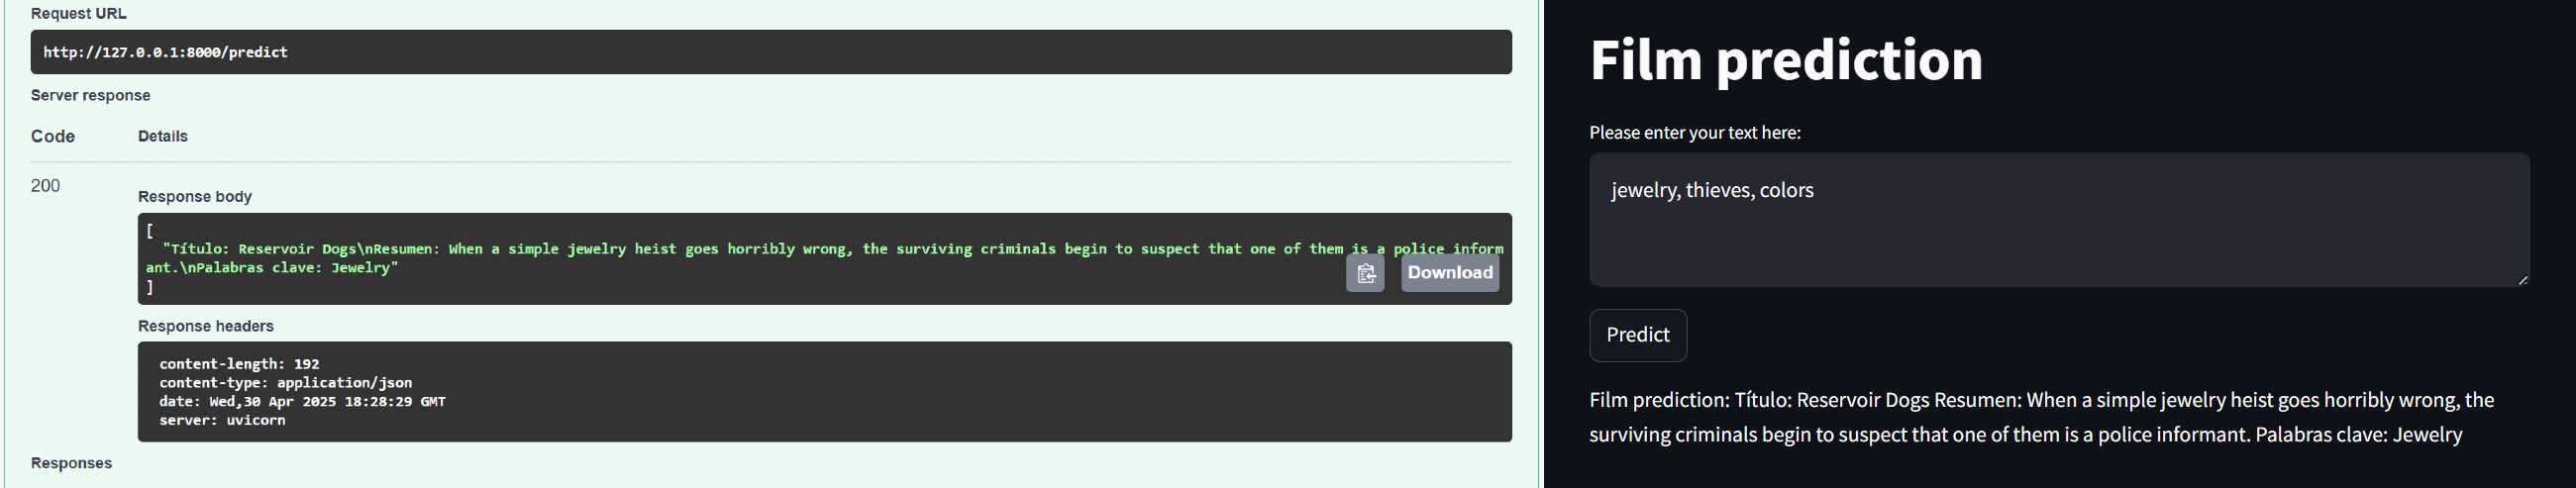 Request URL
http://127.0.0.1:8000/predict
Server response
Code Details
200
Response body
[
"Título: Reservoir Dogs\nResumen: When a simple jewelry heist goes horribly wrong, the surviving criminals begin to suspect that one of them is a police inform
ant.\nPalabras clave: Jewelry"
]
Download
Response headers
content-length: 192
content-type: application/json
date: Wed,30 Apr 2025 18:28:29 GMT
server: uvicorn
Responses
Film prediction
Please enter your text here:
jewelry, thieves, colors
Predict
Film prediction: Título: Reservoir Dogs Resumen: When a simple jewelry heist goes horribly wrong, the
surviving criminals begin to suspect that one of them is a police informant. Palabras clave: Jewelry